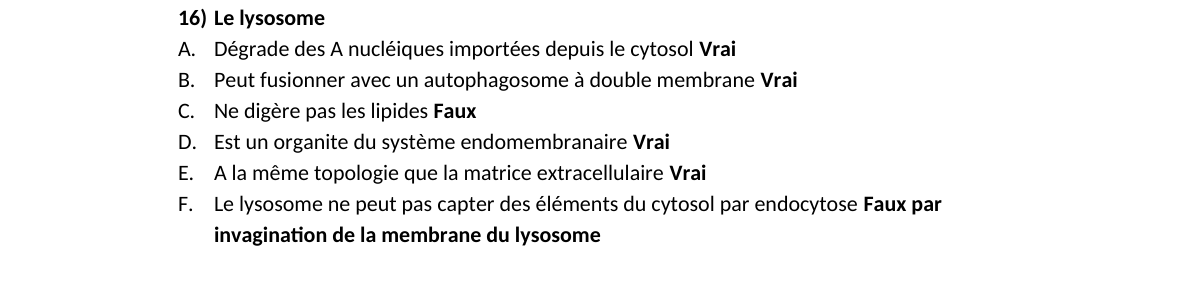 16) Le lysosome
A. Dégrade des A nucléiques importées depuis le cytosol Vrai
B. Peut fusionner avec un autophagosome à double membrane Vrai
C. Ne digère pas les lipides Faux
D. Est un organite du système endomembranaire Vrai
E. A la même topologie que la matrice extracellulaire Vrai
F. Le lysosome ne peut pas capter des éléments du cytosol par endocytose Faux par
invagination de la membrane du lysosome